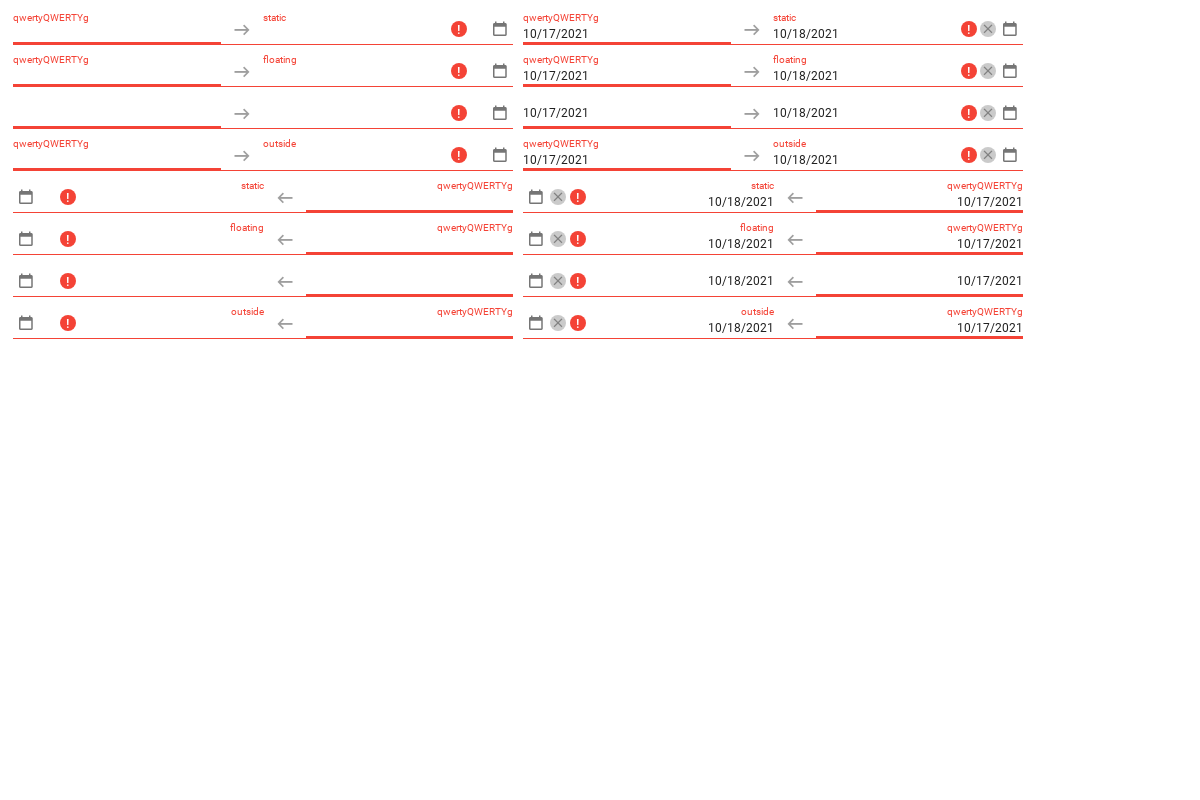 qwertyQWERTYg static qwertyQWERTYg static
10/17/2021 10/18/2021
qwertyQWERTYg floating qwertyQWERTYg floating
10/17/2021 10/18/2021
10/17/2021 10/18/2021
qwertyQWERTYg outside qwertyQWERTYg outside
10/17/2021 10/18/2021
static qwertyQWERTYg static qwertyQWERTYg
10/18/2021 10/17/2021
floating qwertyQWERTYg floating qwertyQWERTYg
10/18/2021 10/17/2021
10/18/2021 10/17/2021
outside qwertyQWERTYg outside qwertyQWERTYg
10/18/2021 10/17/2021